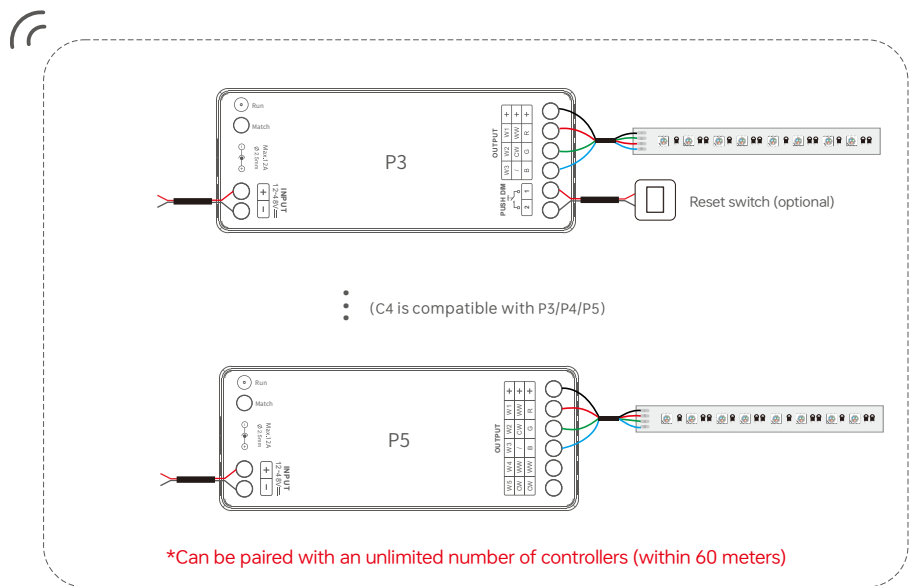 Run
Match
Max.12A
Ø 2.5mm
INPUT
12~48V
+
−
P3
OUTPUT
+ + +
W1 WW R
W2 CW G
W3 / B
PUSH DIM
1
2
Reset switch (optional)
(C4 is compatible with P3/P4/P5)
Run
Match
Max.12A
Ø 2.5mm
INPUT
12~48V
+
−
P5
OUTPUT
+ + +
W1 WW R
W2 CW G
W3 / B
W4 WW WW
W5 CW CW
*Can be paired with an unlimited number of controllers (within 60 meters)